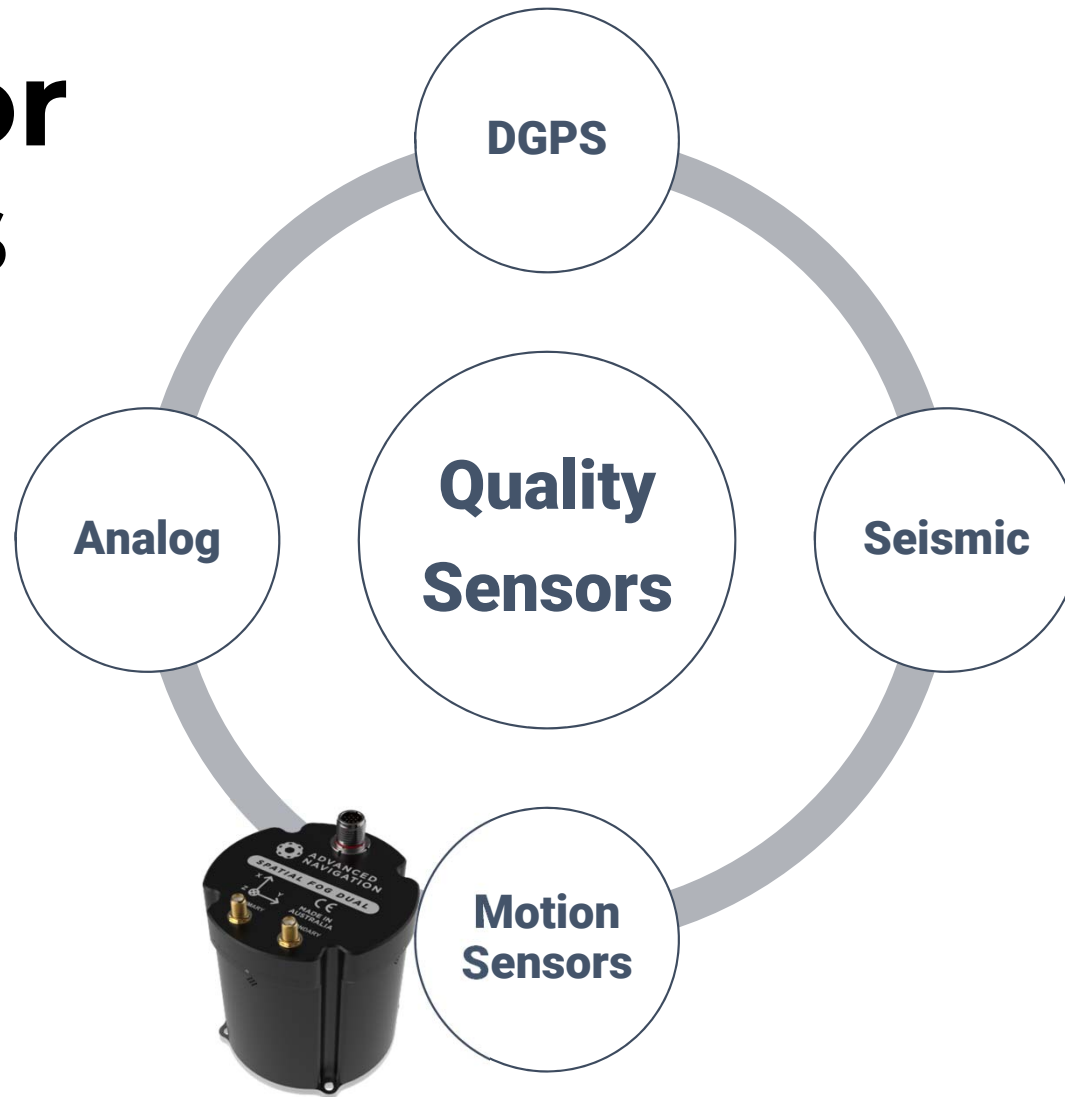 or
s
DGPS
Quality
Sensors
Analog
Seismic
Motion
Sensors
ADVANCED
NAVIGATION
SPATIAL FOG DUAL
X
Z
Y
CE
MADE IN
AUSTRALIA